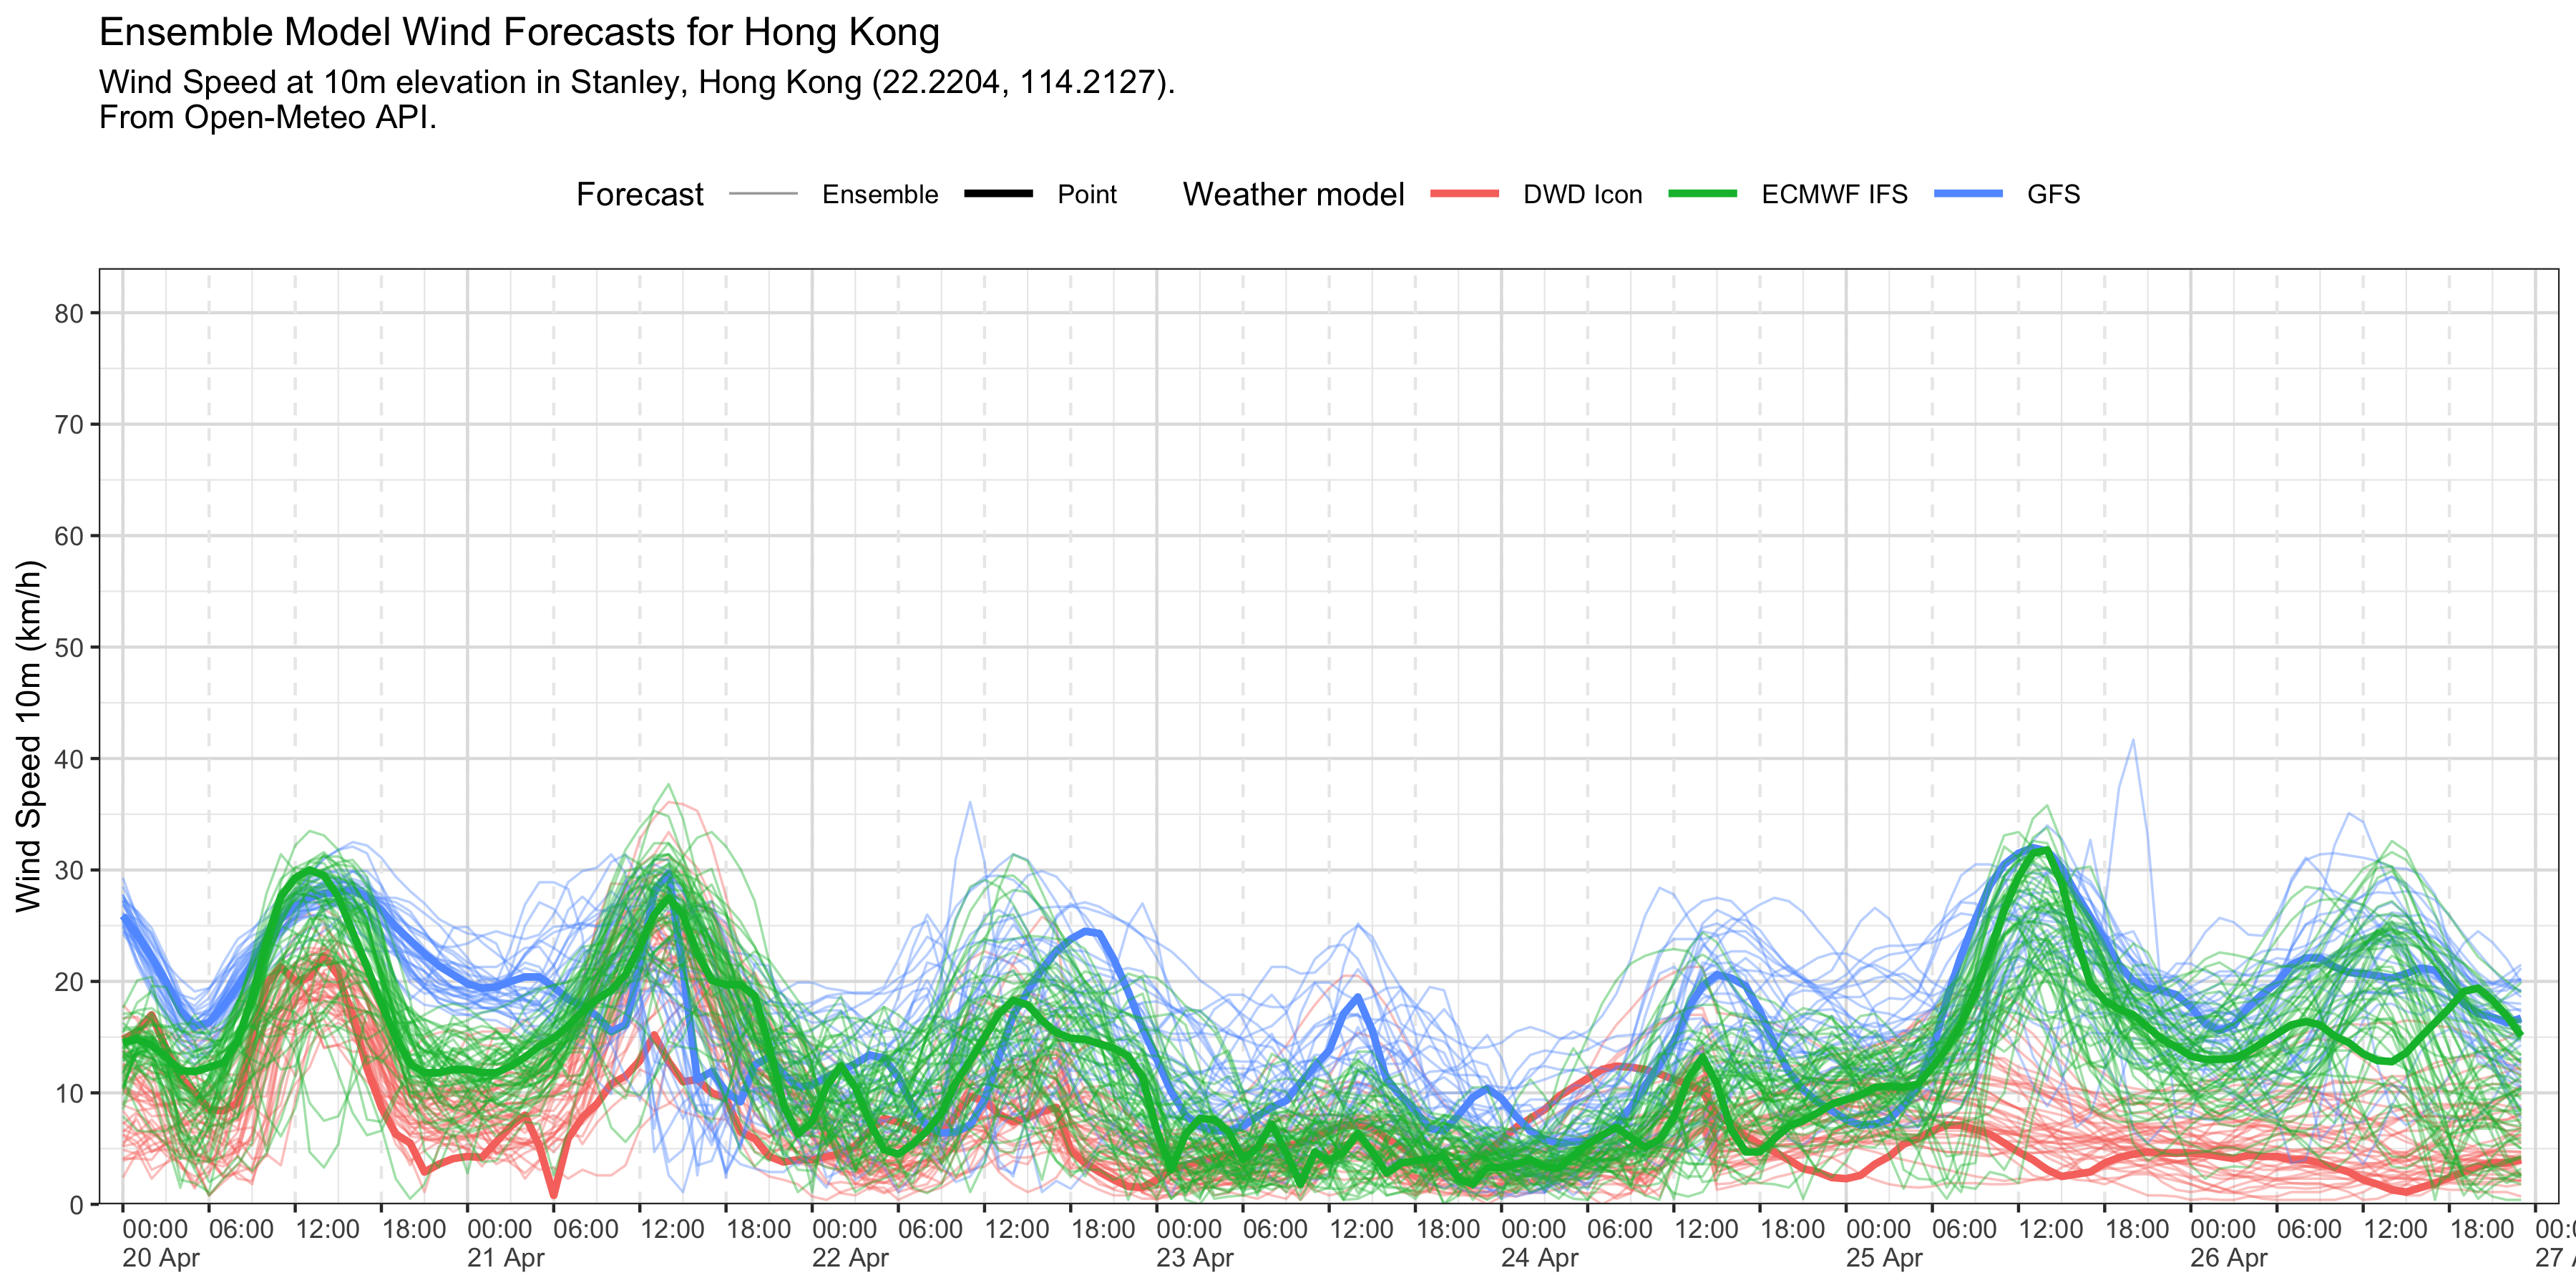 Ensemble Model Wind Forecasts for Hong Kong
Wind Speed at 10m elevation in Stanley, Hong Kong (22.2204, 114.2127).
From Open-Meteo API.
Forecast Ensemble Point Weather model DWD Icon ECMWF IFS GFS
Wind Speed 10m (km/h)
80
70
60
50
40
30
20
10
0
00:00 06:00 12:00 18:00 00:00 06:00 12:00 18:00 00:00 06:00 12:00 18:00 00:00 06:00 12:00 18:00 00:00 06:00 12:00 18:00 00:00 06:00 12:00 18:00 00:00 06:00 12:00 18:00 00:0
20 Apr 21 Apr 22 Apr 23 Apr 24 Apr 25 Apr 26 Apr 27